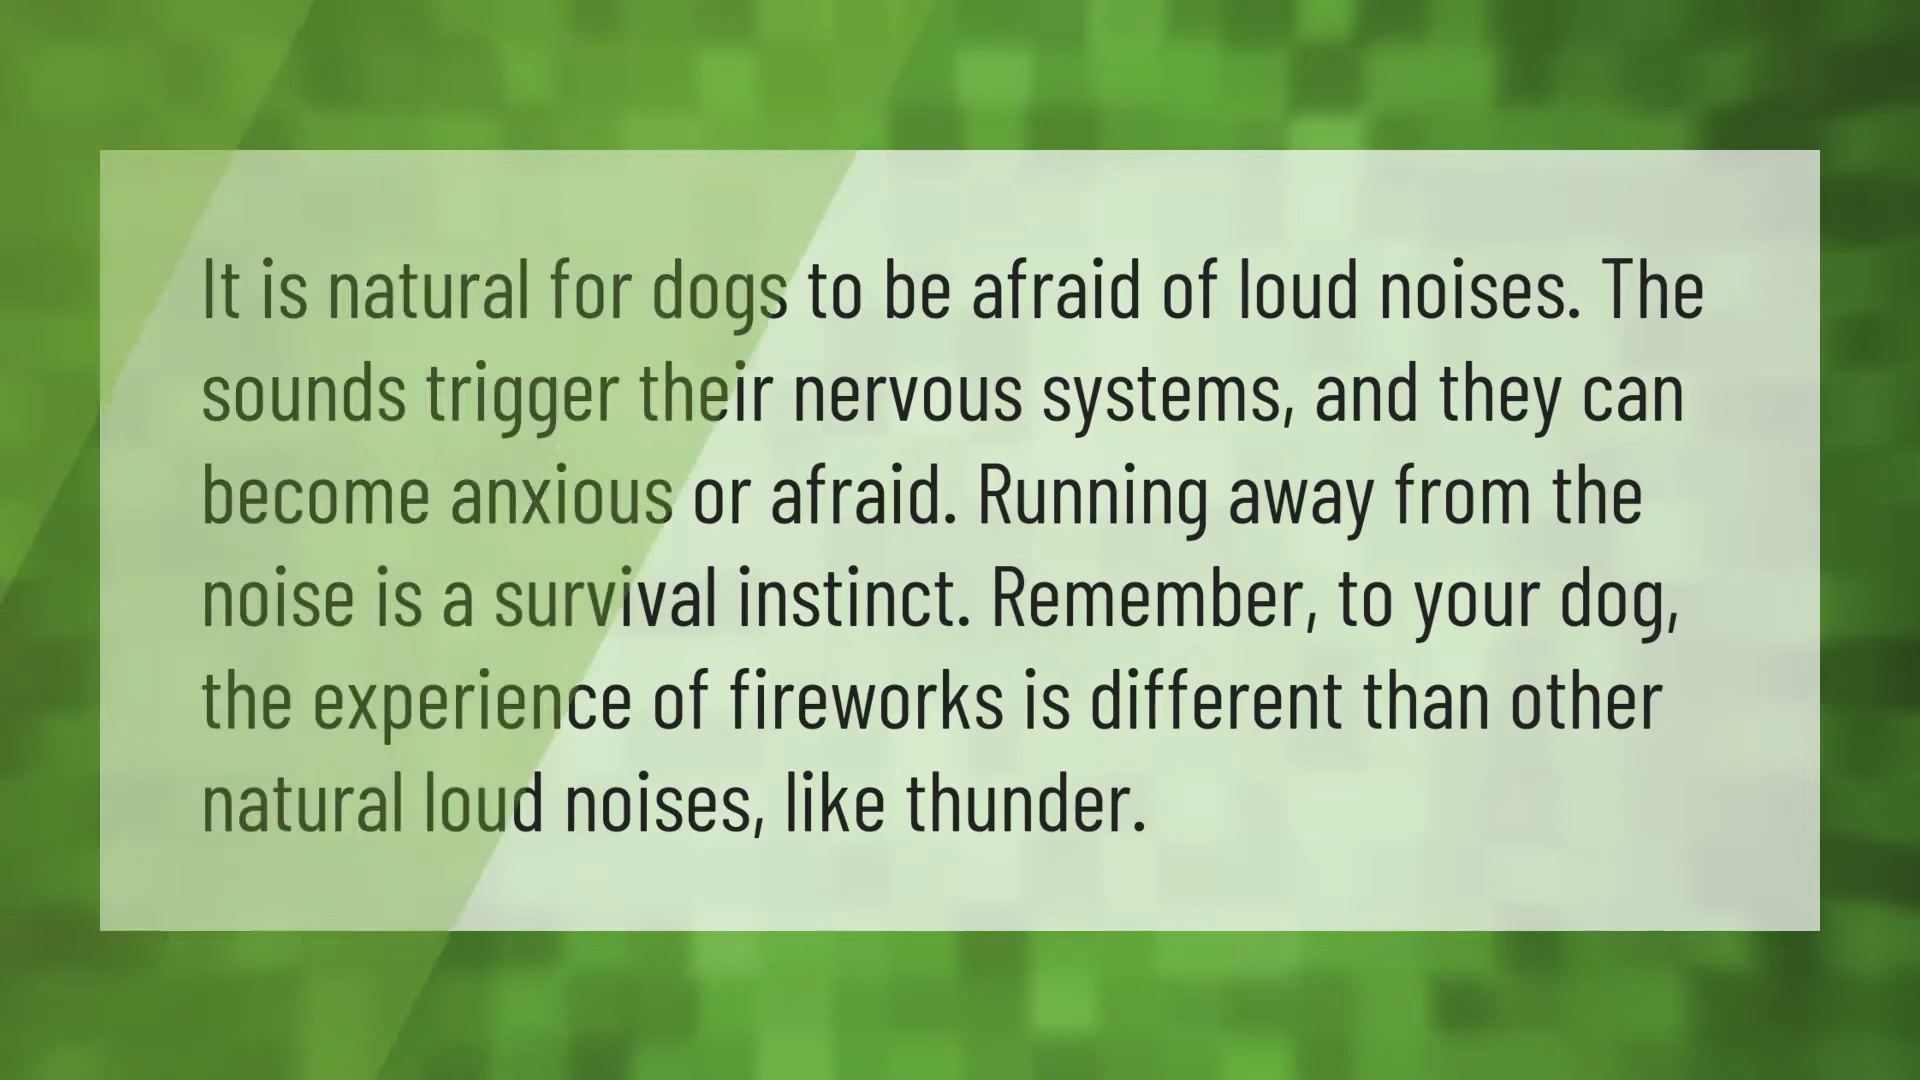 It is natural for dogs to be afraid of loud noises. The
sounds trigger their nervous systems, and they can
become anxious or afraid. Running away from the
noise is a survival instinct. Remember, to your dog,
the experience of fireworks is different than other
natural loud noises, like thunder.